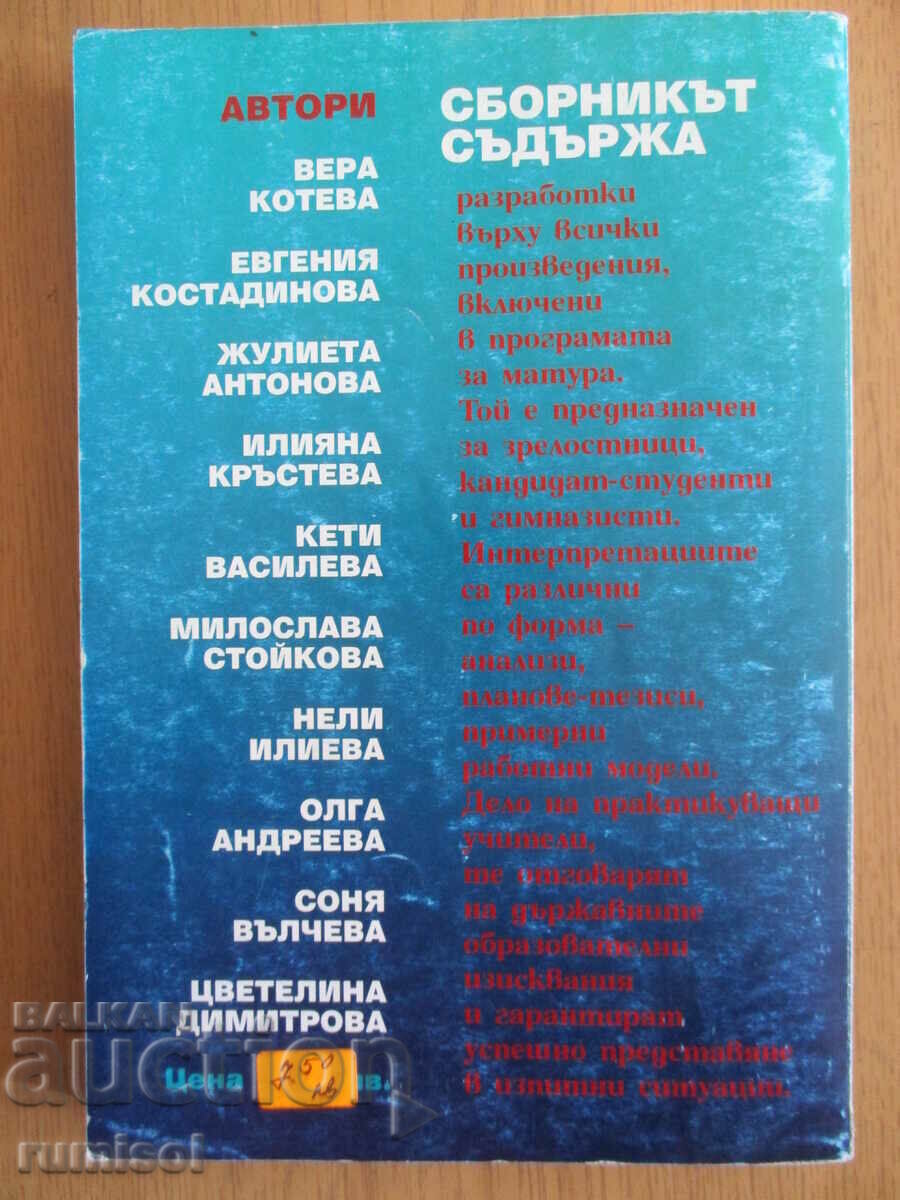 АВТОРИ
ВЕРА
КОТЕВА
ЕВГЕНИЯ
КОСТАДИНОВА
ЖУЛИЕТА
АНТОНОВА
ИЛИЯНА
КРЪСТЕВА
КЕТИ
ВАСИЛЕВА
МИЛОСЛАВА
СТОЙКОВА
НЕЛИ
ИЛИЕВА
ОЛГА
АНДРЕЕВА
СОНЯ
ВЪЛЧЕВА
ЦВЕТЕЛИНА
ДИМИТРОВА
СБОРНИКЪТ
СЪДЪРЖА
разработки
върху всички
произведения,
включени
в програмата
за матура.
Той е предназначен
за зрелостници,
кандидат-студенти
и гимназисти.
Интерпретациите
са различни
по форма –
анализи,
планове-тезиси,
примерни
работни модели.
Дело на практикуващи
учители,
те отговарят
на държавните
образователни
изисквания
и гарантират
успешно представяне
в изпитни ситуации.
Цена
50
лв
лв.
BALKAN
auction
rumisol